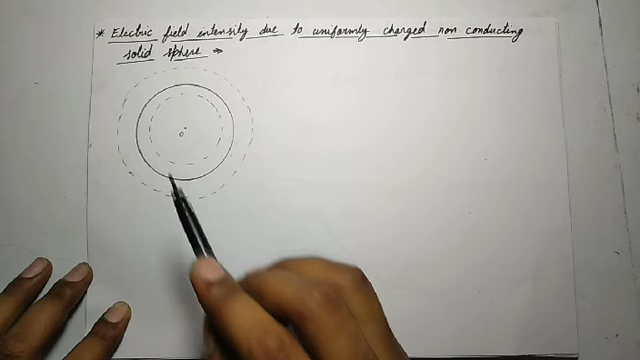 * Electric field intensity due to uniformly charged non conducting
solid sphere →
O